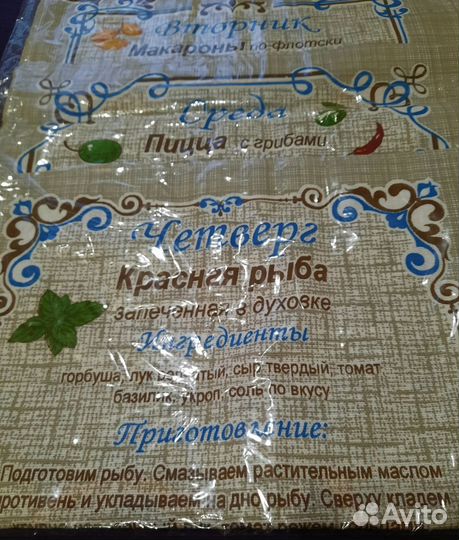 Вторник
Макароны по-флотски
Среда
Пицца с грибами
Четверг
Красная рыба
запеченная в духовке
Ингредиенты
горбуша, лук репчатый, сыр твердый, томат
базилик, укроп, соль по вкусу
Приготовление:
Подготовим рыбу. Смазываем растительным маслом
противень и укладываем на дно рыбу. Сверху кладем
Avito